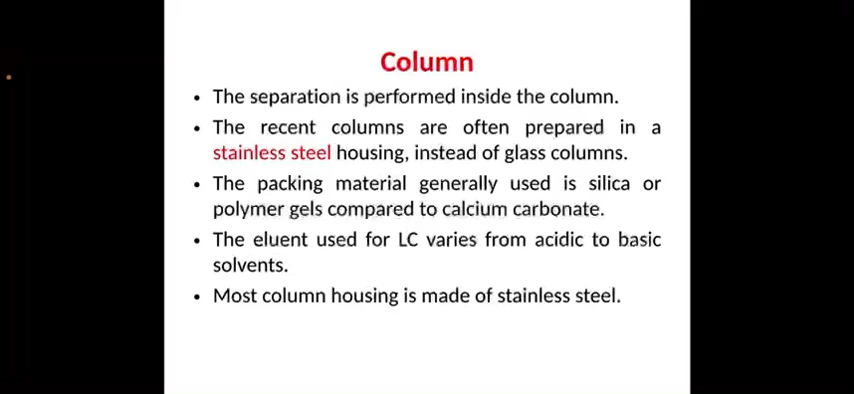 Column
• The separation is performed inside the column.
• The recent columns are often prepared in a
stainless steel housing, instead of glass columns.
• The packing material generally used is silica or
polymer gels compared to calcium carbonate.
• The eluent used for LC varies from acidic to basic
solvents.
• Most column housing is made of stainless steel.